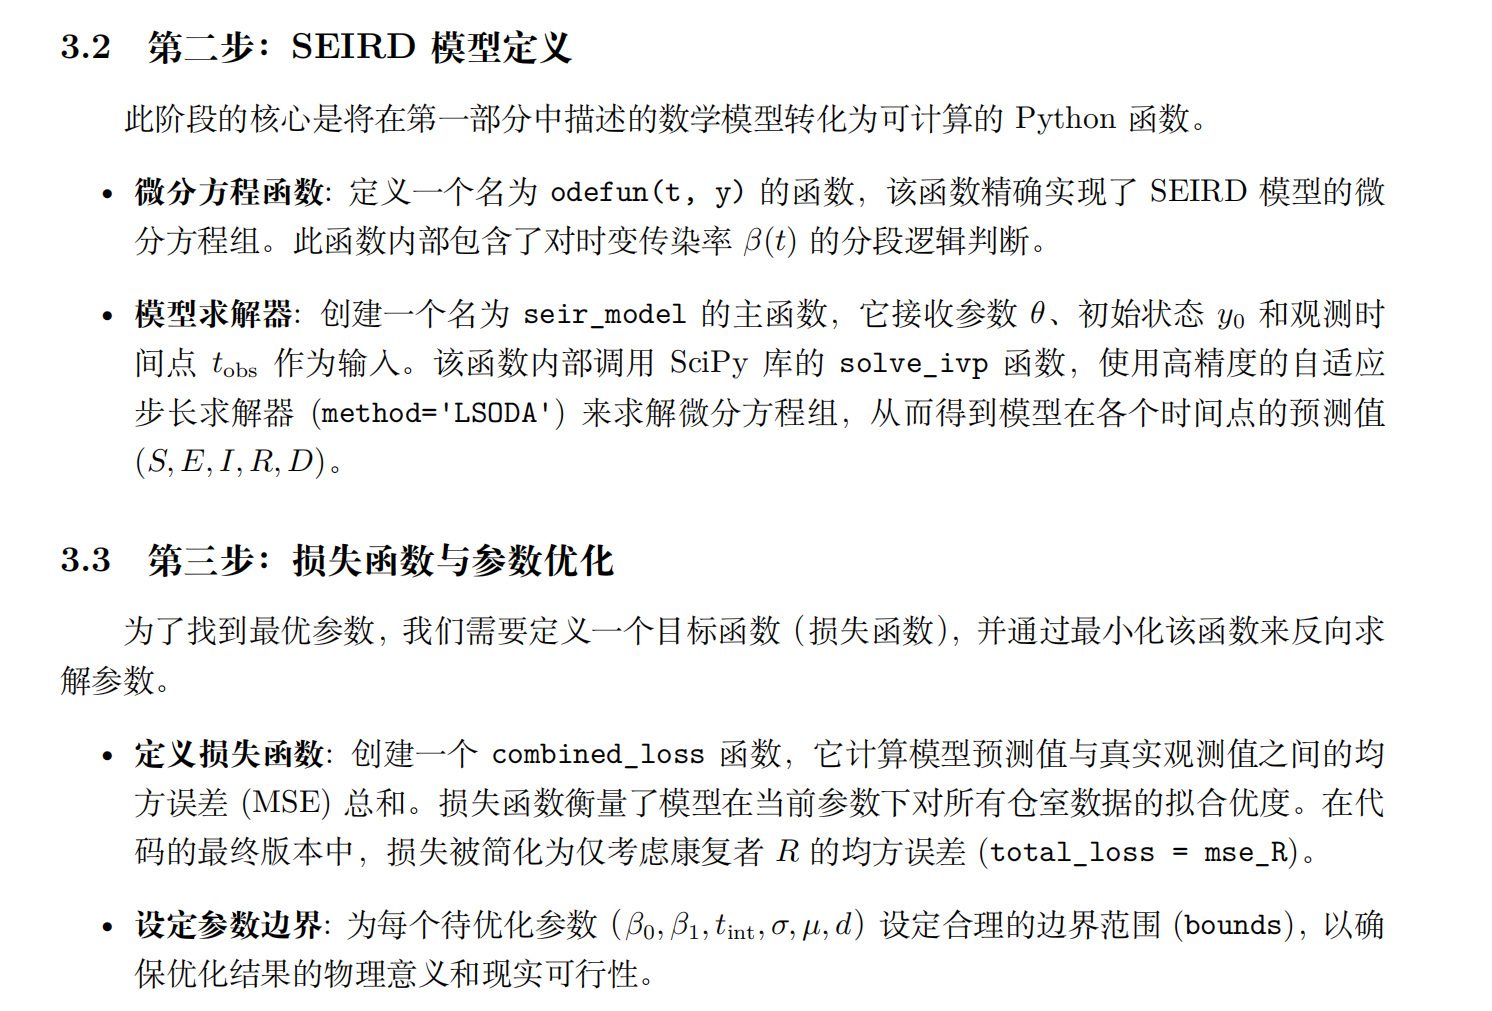 3.2 第二步：SEIRD 模型定义
此阶段的核心是将在第一部分中描述的数学模型转化为可计算的 Python 函数。
• 微分方程函数: 定义一个名为 odefun(t, y) 的函数，该函数精确实现了 SEIRD 模型的微
分方程组。此函数内部包含了对时变传染率 β(t) 的分段逻辑判断。
• 模型求解器: 创建一个名为 seir_model 的主函数，它接收参数 θ、初始状态 y₀ 和观测时
间点 t_obs 作为输入。该函数内部调用 SciPy 库的 solve_ivp 函数，使用高精度的自适应
步长求解器 (method='LSODA') 来求解微分方程组，从而得到模型在各个时间点的预测值
(S, E, I, R, D)。
3.3 第三步：损失函数与参数优化
为了找到最优参数，我们需要定义一个目标函数（损失函数），并通过最小化该函数来反向求
解参数。
• 定义损失函数: 创建一个 combined_loss 函数，它计算模型预测值与真实观测值之间的均
方误差 (MSE) 总和。损失函数衡量了模型在当前参数下对所有仓室数据的拟合优度。在代
码的最终版本中，损失被简化为仅考虑康复者 R 的均方误差 (total_loss = mse_R)。
• 设定参数边界: 为每个待优化参数（β₀, β₁, t_int, σ, μ, d）设定合理的边界范围 (bounds)，以确
保优化结果的物理意义和现实可行性。